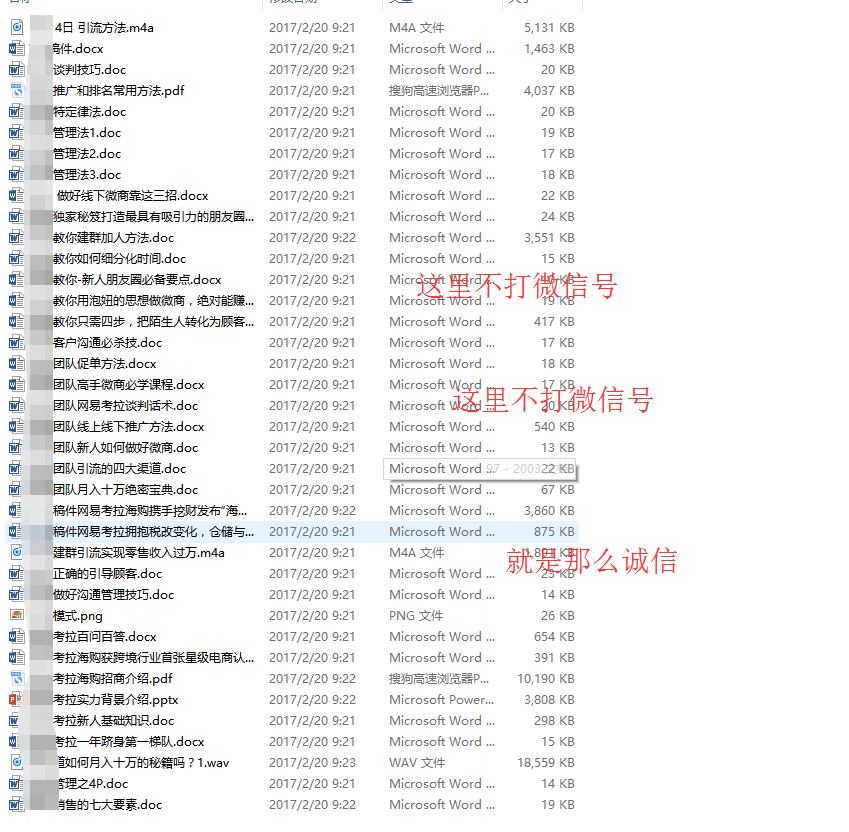 4日 引流方法.m4a 2017/2/20 9:21 M4A 文件 5,131 KB
稿件.docx 2017/2/20 9:21 Microsoft Word ... 1,463 KB
谈判技巧.doc 2017/2/20 9:21 Microsoft Word ... 20 KB
推广和排名常用方法.pdf 2017/2/20 9:21 搜狗高速浏览器P... 4,037 KB
特定律法.doc 2017/2/20 9:21 Microsoft Word ... 20 KB
管理法1.doc 2017/2/20 9:21 Microsoft Word ... 19 KB
管理法2.doc 2017/2/20 9:21 Microsoft Word ... 17 KB
管理法3.doc 2017/2/20 9:21 Microsoft Word ... 18 KB
做好线下微商靠这三招.docx 2017/2/20 9:21 Microsoft Word ... 22 KB
独家秘笈打造最具有吸引力的朋友圈... 2017/2/20 9:21 Microsoft Word ... 24 KB
教你建群加人方法.doc 2017/2/20 9:22 Microsoft Word ... 3,551 KB
教你如何细分化时间.doc 2017/2/20 9:21 Microsoft Word ... 15 KB
教你-新人朋友圈必备要点.docx 2017/2/20 9:21 Microsoft Word ... KB
这里不打微信号
教你用泡妞的思想做微商，绝对能赚... 2017/2/20 9:21 Microsoft Word ... 19 KB
教你只需四步，把陌生人转化为顾客... 2017/2/20 9:21 Microsoft Word ... 417 KB
客户沟通必杀技.doc 2017/2/20 9:21 Microsoft Word ... 17 KB
团队促单方法.docx 2017/2/20 9:21 Microsoft Word ... 18 KB
团队高手微商必学课程.docx 2017/2/20 9:21 Microsoft Word ... 17 KB
这里不打微信号
团队网易考拉谈判话术.doc 2017/2/20 9:21 Microsoft Word ... 20 KB
团队线上线下推广方法.docx 2017/2/20 9:21 Microsoft Word ... 540 KB
团队新人如何做好微商.doc 2017/2/20 9:21 Microsoft Word ... 13 KB
团队引流的四大渠道.doc 2017/2/20 9:21 Microsoft Word ... 22 KB
团队月入十万绝密宝典.doc 2017/2/20 9:21 Microsoft Word ... 67 KB
稿件网易考拉海购携手挖财发布“海... 2017/2/20 9:22 Microsoft Word ... 3,860 KB
稿件网易考拉拥抱税改变化，仓储与... 2017/2/20 9:21 Microsoft Word ... 875 KB
建群引流实现零售收入过万.m4a 2017/2/20 9:21 M4A 文件 KB
就是那么诚信
正确的引导顾客.doc 2017/2/20 9:21 Microsoft Word ... 25 KB
做好沟通管理技巧.doc 2017/2/20 9:21 Microsoft Word ... 14 KB
模式.png 2017/2/20 9:21 PNG 文件 26 KB
考拉百问百答.docx 2017/2/20 9:21 Microsoft Word ... 654 KB
考拉海购获跨境行业首张星级电商认... 2017/2/20 9:21 Microsoft Word ... 391 KB
考拉海购招商介绍.pdf 2017/2/20 9:22 搜狗高速浏览器P... 10,190 KB
考拉实力背景介绍.pptx 2017/2/20 9:22 Microsoft Power... 3,808 KB
考拉新人基础知识.doc 2017/2/20 9:21 Microsoft Word ... 298 KB
考拉一年跻身第一梯队.docx 2017/2/20 9:21 Microsoft Word ... 15 KB
道如何月入十万的秘籍吗？1.wav 2017/2/20 9:23 WAV 文件 18,559 KB
管理之4P.doc 2017/2/20 9:21 Microsoft Word ... 14 KB
销售的七大要素.doc 2017/2/20 9:22 Microsoft Word ... 19 KB